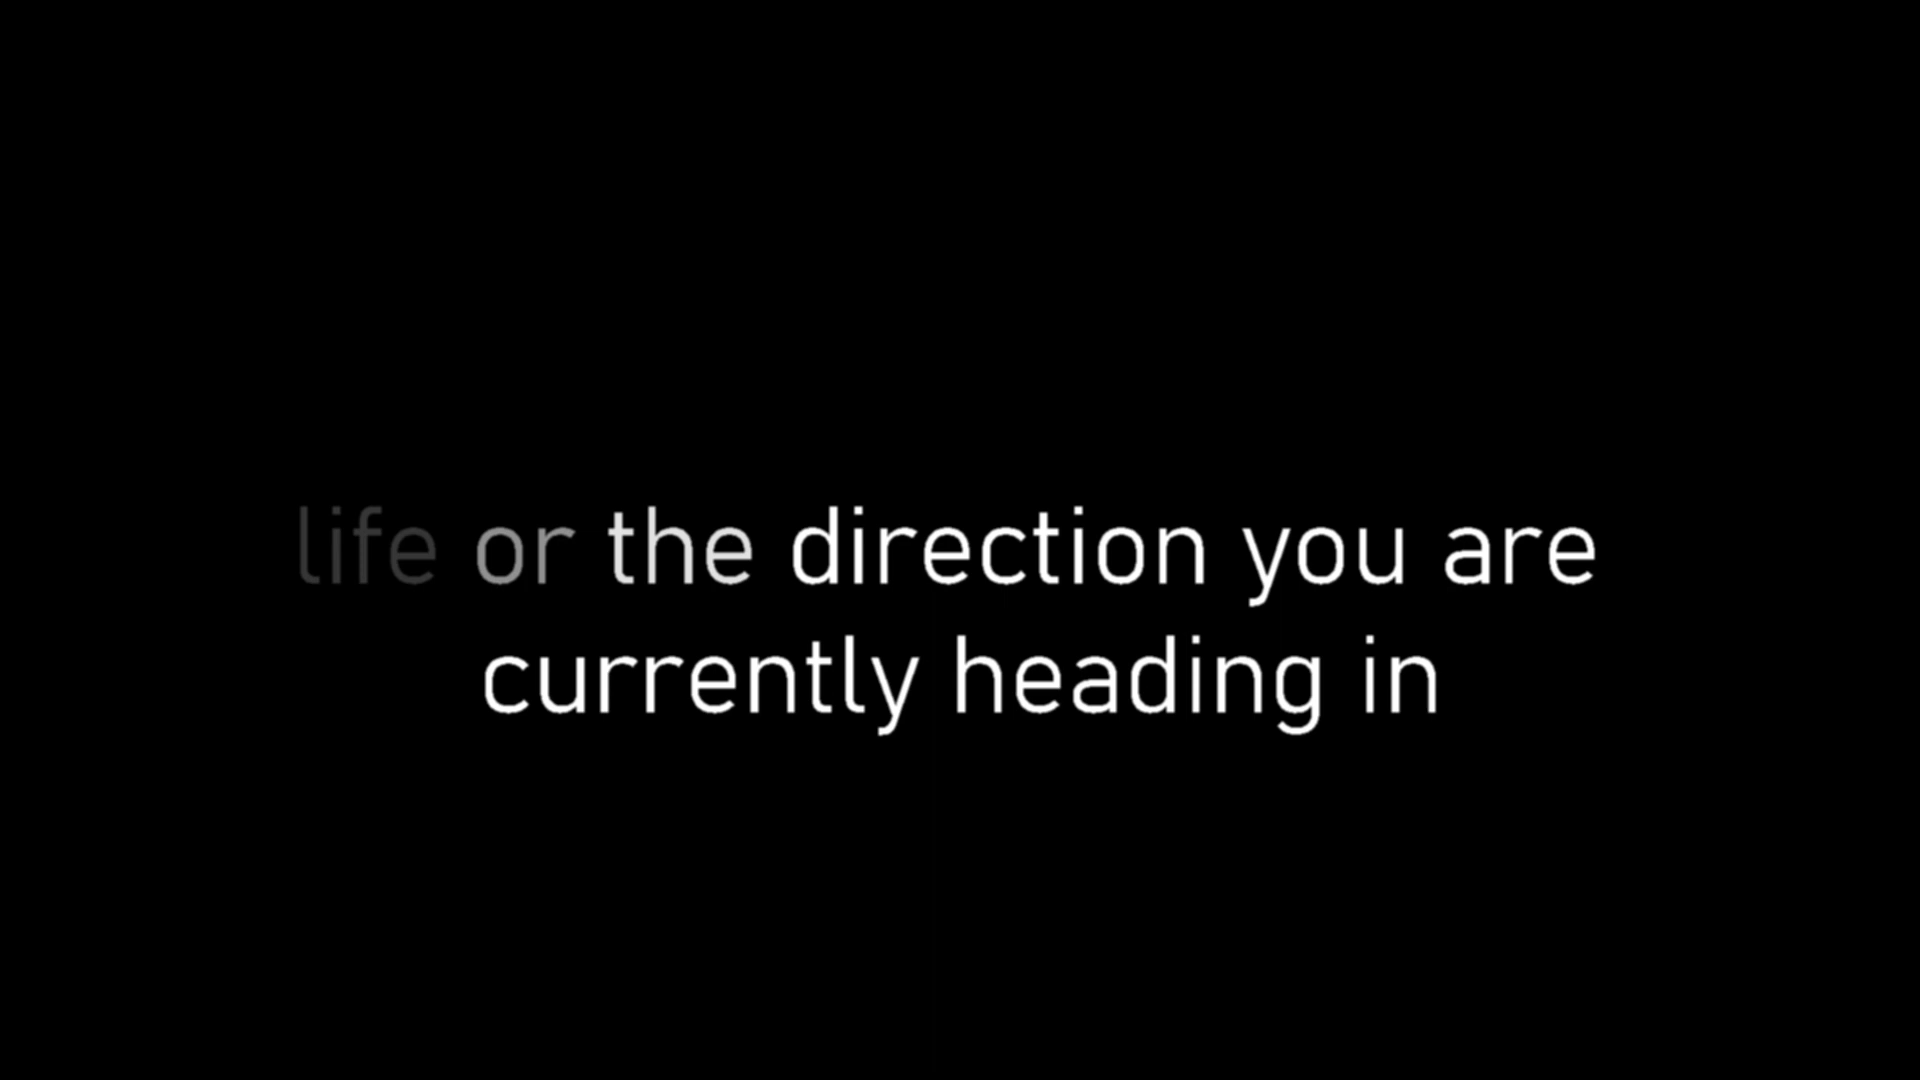 life or the direction you are
currently heading in